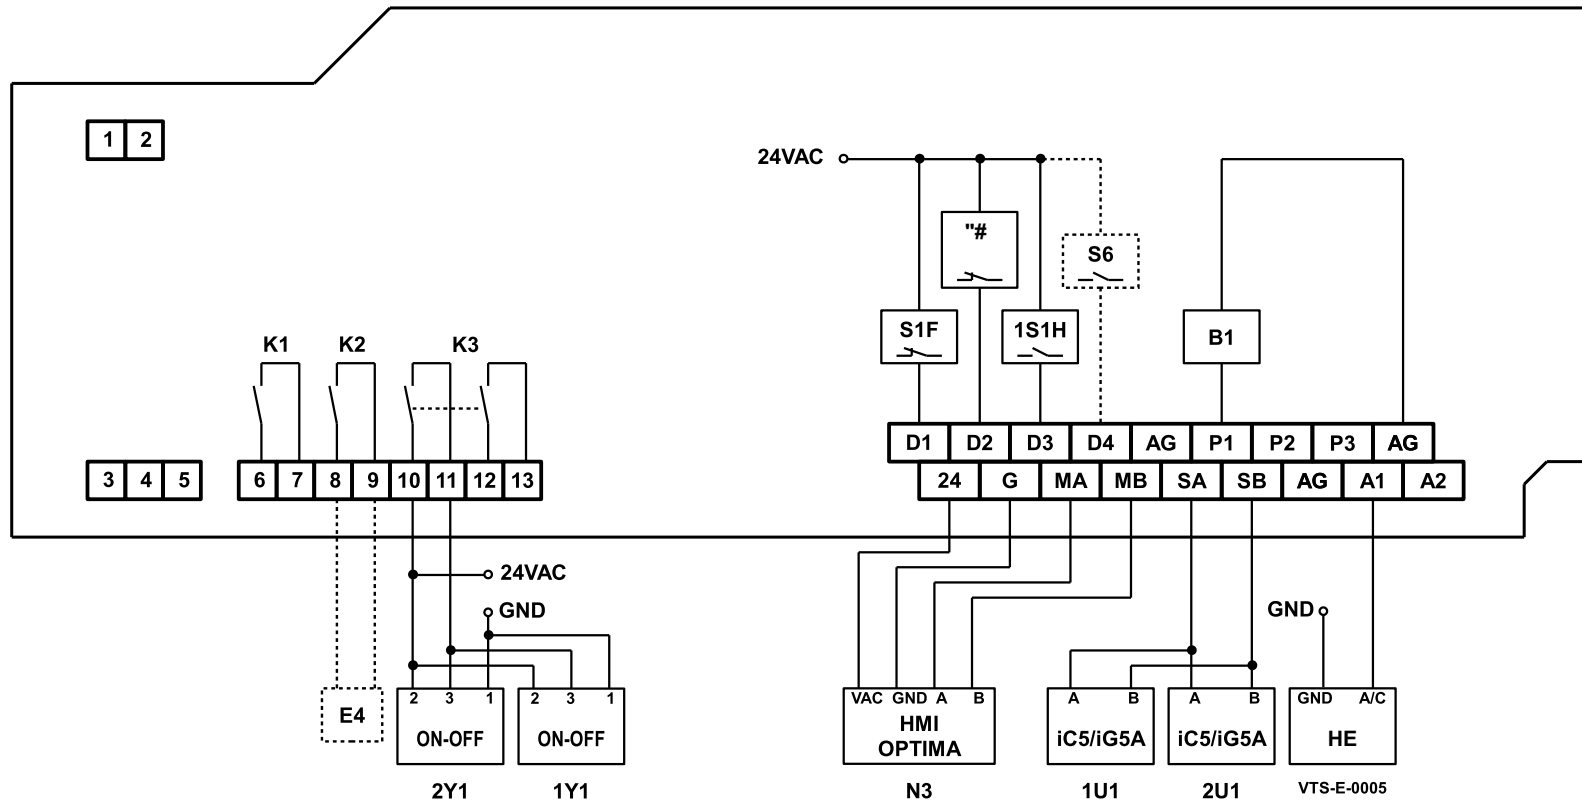 1 2
24VAC
"#
S6
S1F
1S1H
B1
K1 K2 K3
D1 D2 D3 D4 AG P1 P2 P3 AG
3 4 5
6 7 8 9 10 11 12 13
24 G MA MB SA SB AG A1 A2
24VAC
GND
GND
E4
2 3 1
ON-OFF
2Y1
2 3 1
ON-OFF
1Y1
VAC GND A B
HMI
OPTIMA
N3
A B
iC5/iG5A
1U1
A B
iC5/iG5A
2U1
GND A/C
HE
VTS-E-0005